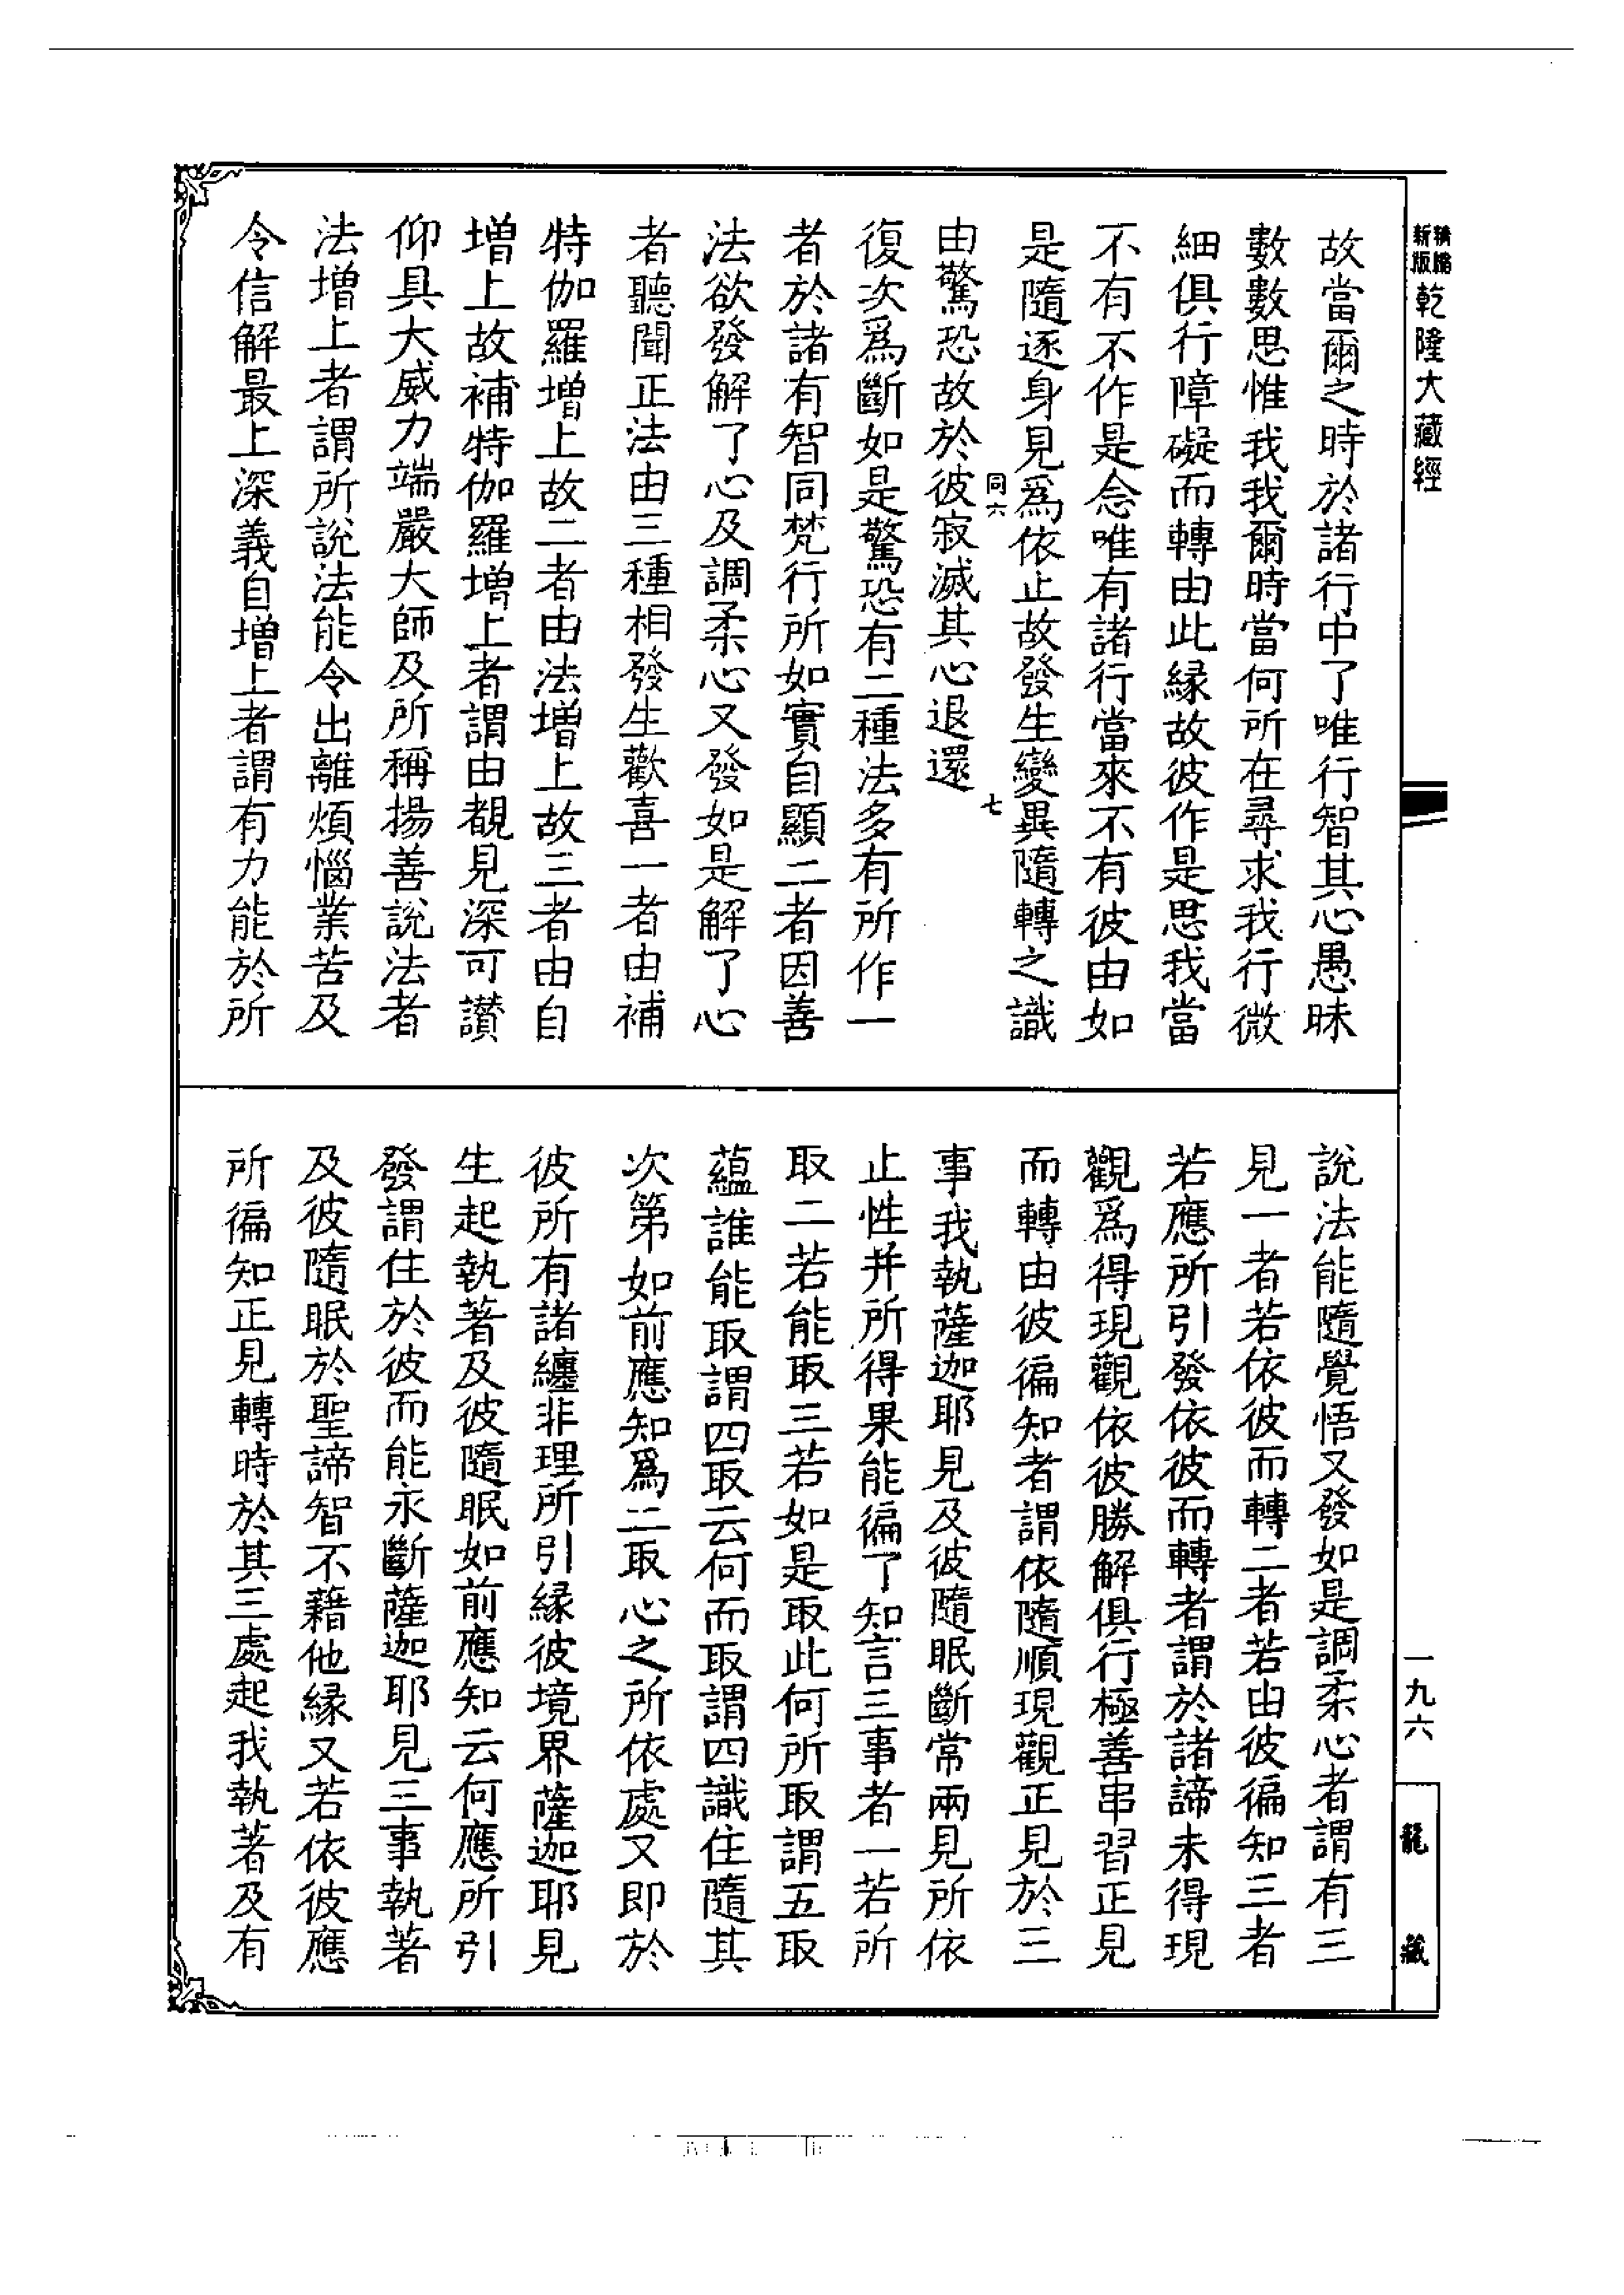 精縮
新版
乾隆大藏經
故當爾之時於諸行中了唯行智其心愚昧
數數思惟我我爾時當何所在尋求我行微
細俱行障礙而轉由此緣故彼作是思我當
不有不作是念唯有諸行當來不有彼由如
是隨逐身見爲依止故發生變異隨轉之識
同六
七
由驚恐故於彼寂滅其心退還
復次爲斷如是驚恐有二種法多有所作一
者於諸有智同梵行所如實自顯二者因善
法欲發解了心及調柔心又發如是解了心
者聽聞正法由三種相發生歡喜一者由補
特伽羅增上故二者由法增上故三者由自
增上故補特伽羅增上者謂由覩見深可讚
仰具大威力端嚴大師及所稱揚善說法者
法增上者謂所說法能令出離煩惱業苦及
令信解最上深義自增上者謂有力能於所
說法能隨覺悟又發如是調柔心者謂有三
見一者若依彼而轉二者若由彼徧知三者
若應所引發依彼而轉者謂於諸諦未得現
觀爲得現觀依彼勝解俱行極善串習正見
而轉由彼徧知者謂依隨順現觀正見於三
事我執薩迦耶見及彼隨眠斷常兩見所依
止性并所得果能徧了知言三事者一若所
取二若能取三若如是取此何所取謂五取
蘊誰能取謂四取云何而取謂四識住隨其
次第如前應知爲三取心之所依處又即於
彼所有諸纏非理所引緣彼境界薩迦耶見
生起執著及彼隨眠如前應知云何應所引
發謂住於彼而能永斷薩迦耶見三事執著
及彼隨眠於聖諦智不藉他緣又若依彼應
所徧知正見轉時於其三處起我執著及有
一九六
龍藏